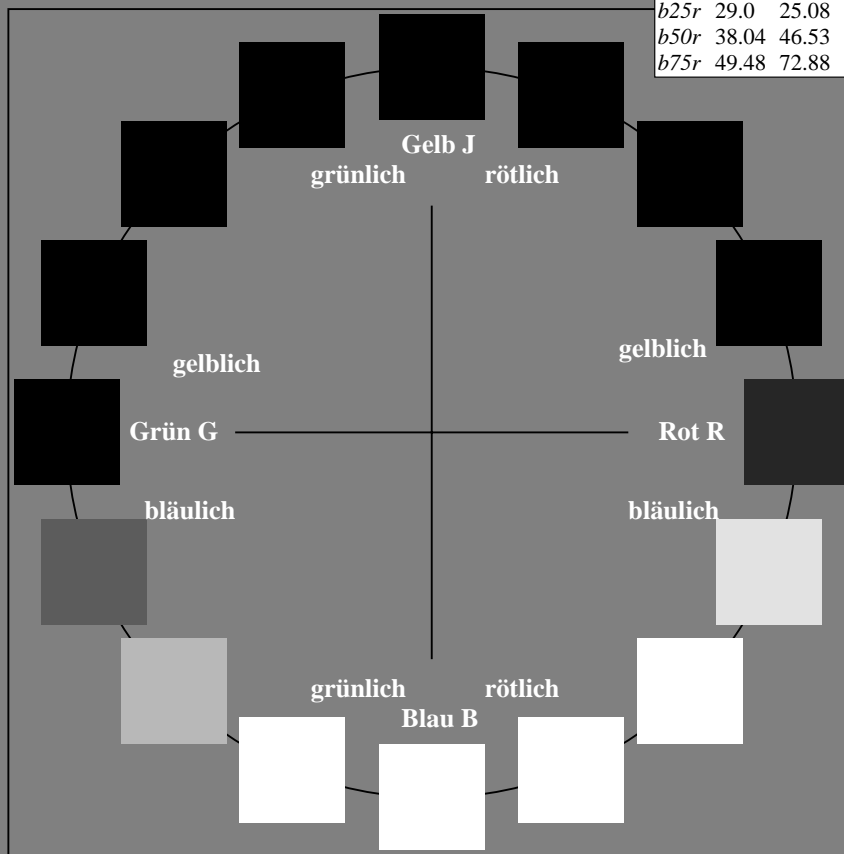 b25r 29.0 25.08
b50r 38.04 46.53
b75r 49.48 72.88
Gelb J
grünlich rötlich
gelblich gelblich
Grün G Rot R
bläulich bläulich
grünlich rötlich
Blau B